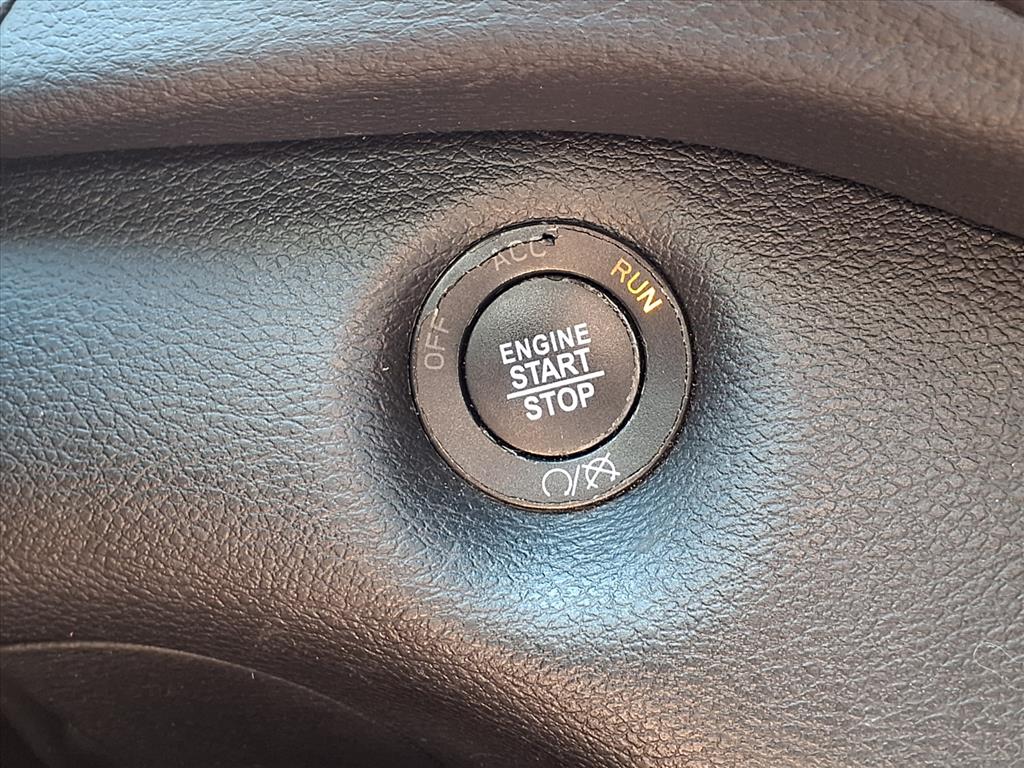 OFF
ACC
RUN
ENGINE
START
STOP